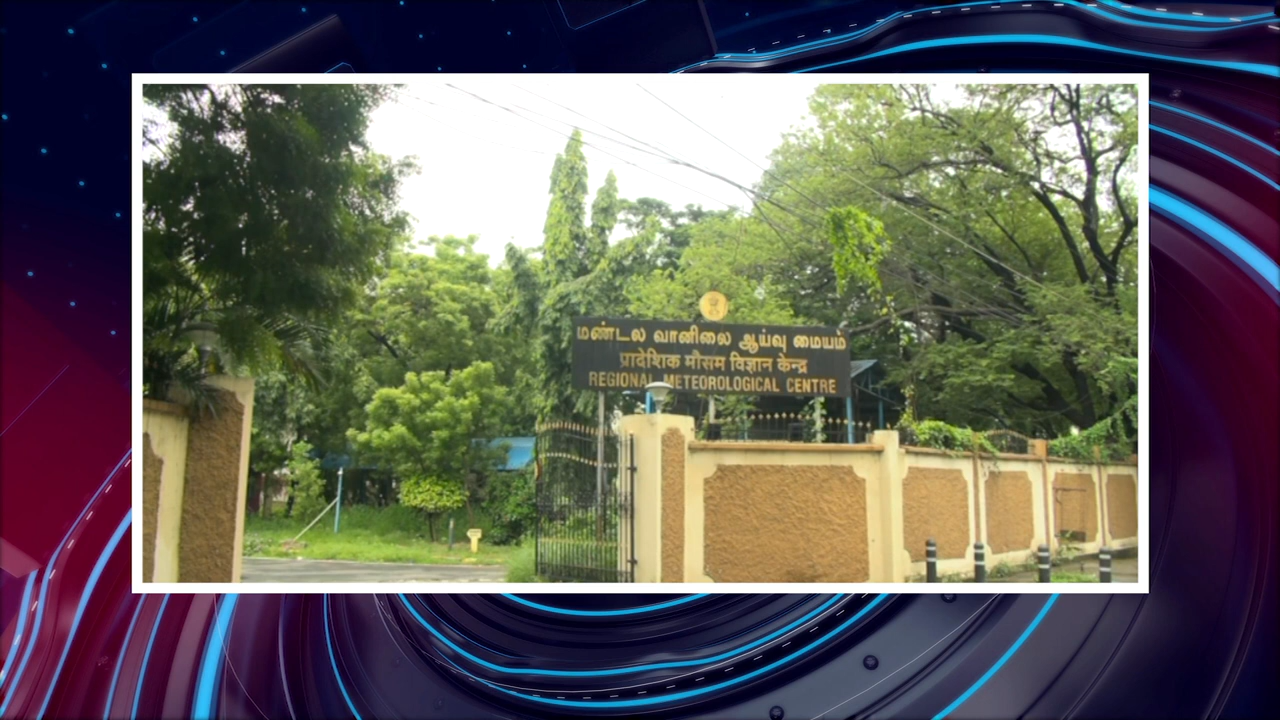 மண்டல வானிலை ஆய்வு மையம்
प्रादेशिक मौसम विज्ञान केन्द्र
REGIONAL METEOROLOGICAL CENTRE